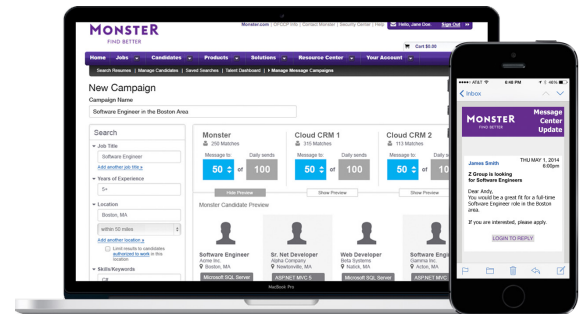 MONSTER
FIND BETTER
Monster.com | OFCCP Info | Contact Monster | Security Center | Help
Hello, Jane Doe. Sign Out
Cart $0.00
Home Jobs Candidates Products Solutions Resource Center Your Account
Search Resumes | Manage Candidates | Saved Searches | Talent Dashboard | Manage Message Campaigns
New Campaign
Campaign Name
Software Engineer in the Boston Area
Search
Job Title
Software Engineer
Add another job title
Years of Experience
5+
Location
Boston, MA
within 50 miles
Add another location
Limit results to candidates
authorized to work in this
location
Skills/Keywords
C#
Monster
250 Matches
Message to: Daily sends
50 of 100
Hide Preview
Cloud CRM 1
315 Matches
Message to: Daily sends
50 of 100
Show Preview
Cloud CRM 2
113 Matches
Message to: Daily sends
50 of 100
Show Preview
Monster Candidate Preview
Software Engineer
Acme Inc.
Boston, MA
Microsoft SQL Server
Sr. Net Developer
Alpha Company
Newtonville, MA
ASP.NET MVC 5
Web Developer
Beta Systems
Natick, MA
Microsoft SQL Server
Software Engi
Gamma Inc.
Acton, MA
ASP.NET MVC
MacBook Pro
AT&T 6:48 PM 46%
Inbox
MONSTER
FIND BETTER
Message
Center
Update
James Smith THU MAY 1, 2014
6:00pm
Z Group is looking
for Software Engineers
Dear Andy,
You would be a great fit for a full-time
Software Engineer role in the Boston
area.
If you are interested, please apply.
LOGIN TO REPLY